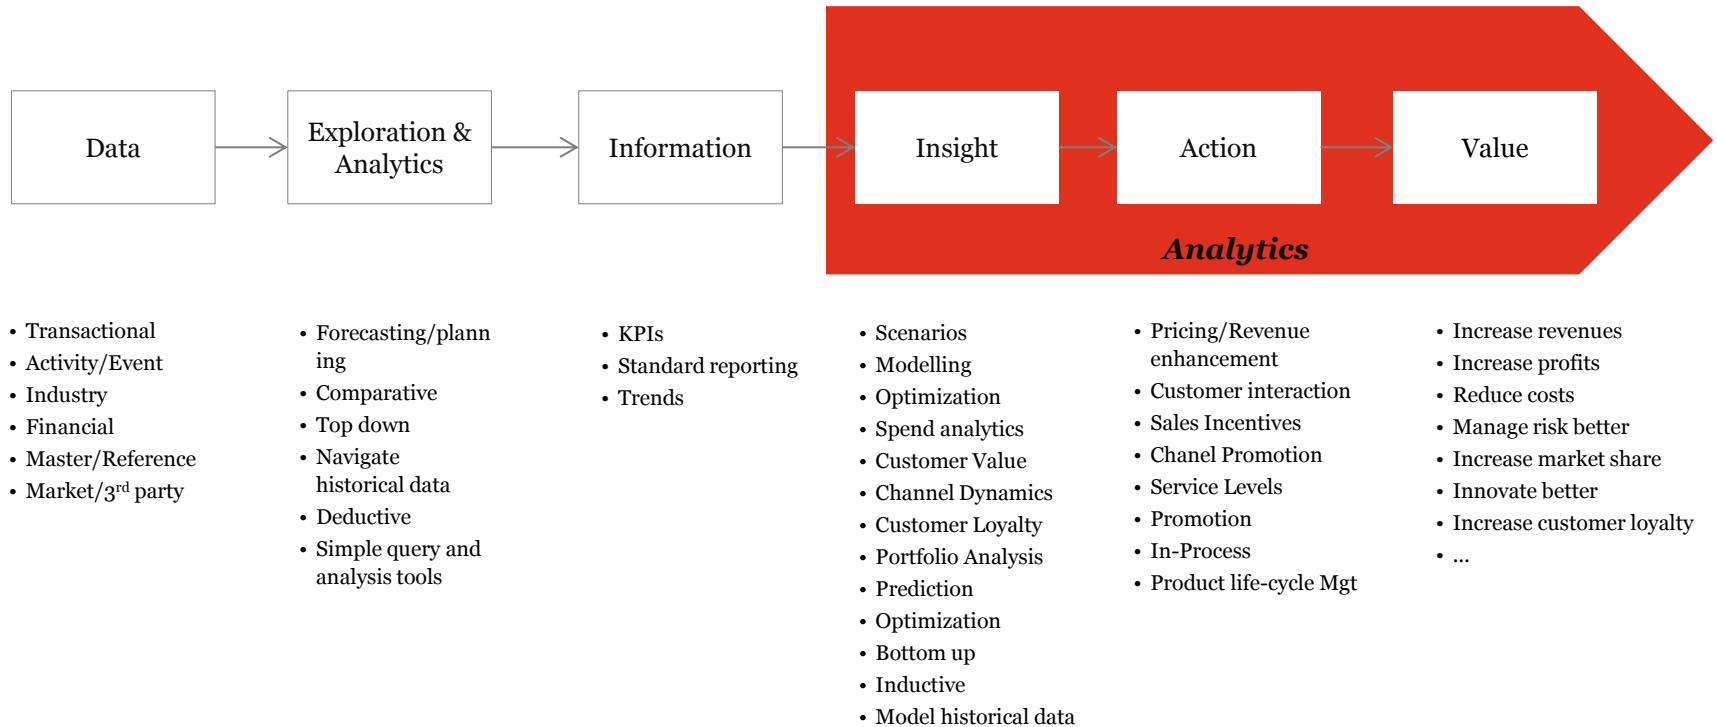 Data
Exploration &
Analytics
Information
Insight
Action
Value
Analytics
• Transactional
• Activity/Event
• Industry
• Financial
• Master/Reference
• Market/3rd party
• Forecasting/plann
ing
• Comparative
• Top down
• Navigate
historical data
• Deductive
• Simple query and
analysis tools
• KPIs
• Standard reporting
• Trends
• Scenarios
• Modelling
• Optimization
• Spend analytics
• Customer Value
• Channel Dynamics
• Customer Loyalty
• Portfolio Analysis
• Prediction
• Optimization
• Bottom up
• Inductive
• Model historical data
• Pricing/Revenue
enhancement
• Customer interaction
• Sales Incentives
• Chanel Promotion
• Service Levels
• Promotion
• In-Process
• Product life-cycle Mgt
• Increase revenues
• Increase profits
• Reduce costs
• Manage risk better
• Increase market share
• Innovate better
• Increase customer loyalty
• ...